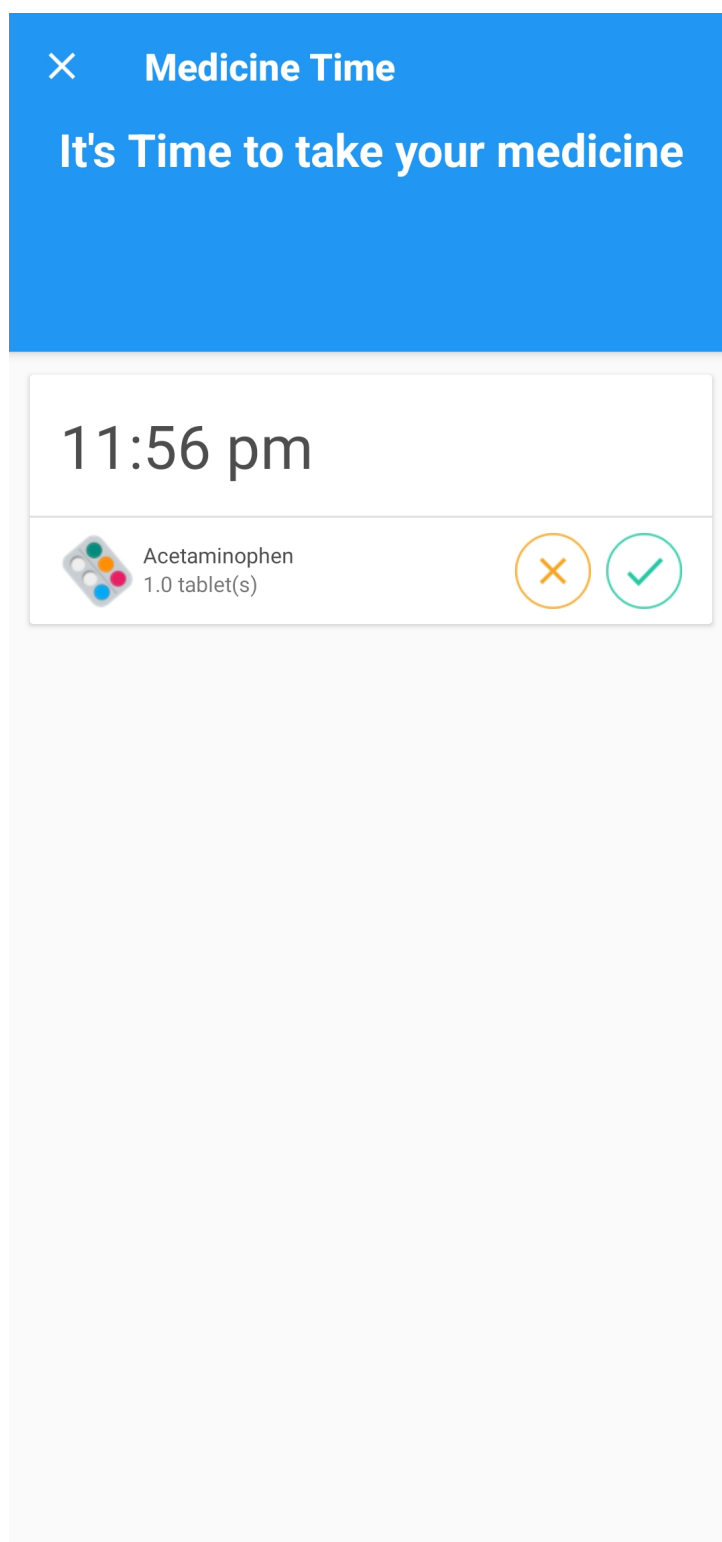 Medicine Time
It's Time to take your medicine
11:56 pm
Acetaminophen
1.0 tablet(s)